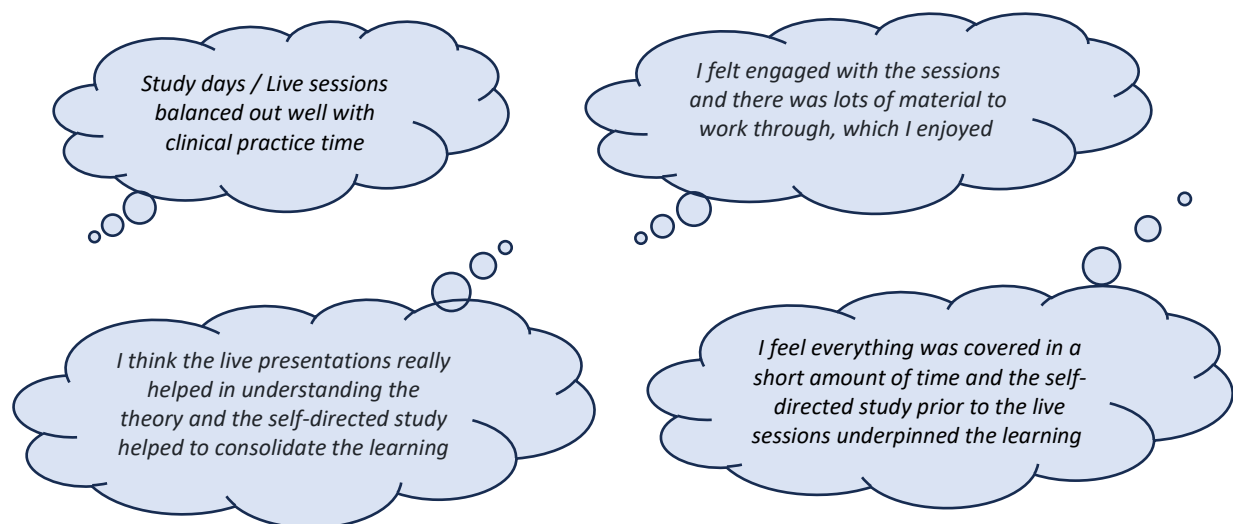 Study days / Live sessions
balanced out well with
clinical practice time
I felt engaged with the sessions
and there was lots of material to
work through, which I enjoyed
I think the live presentations really
helped in understanding the
theory and the self-directed study
helped to consolidate the learning
I feel everything was covered in a
short amount of time and the self-
directed study prior to the live
sessions underpinned the learning